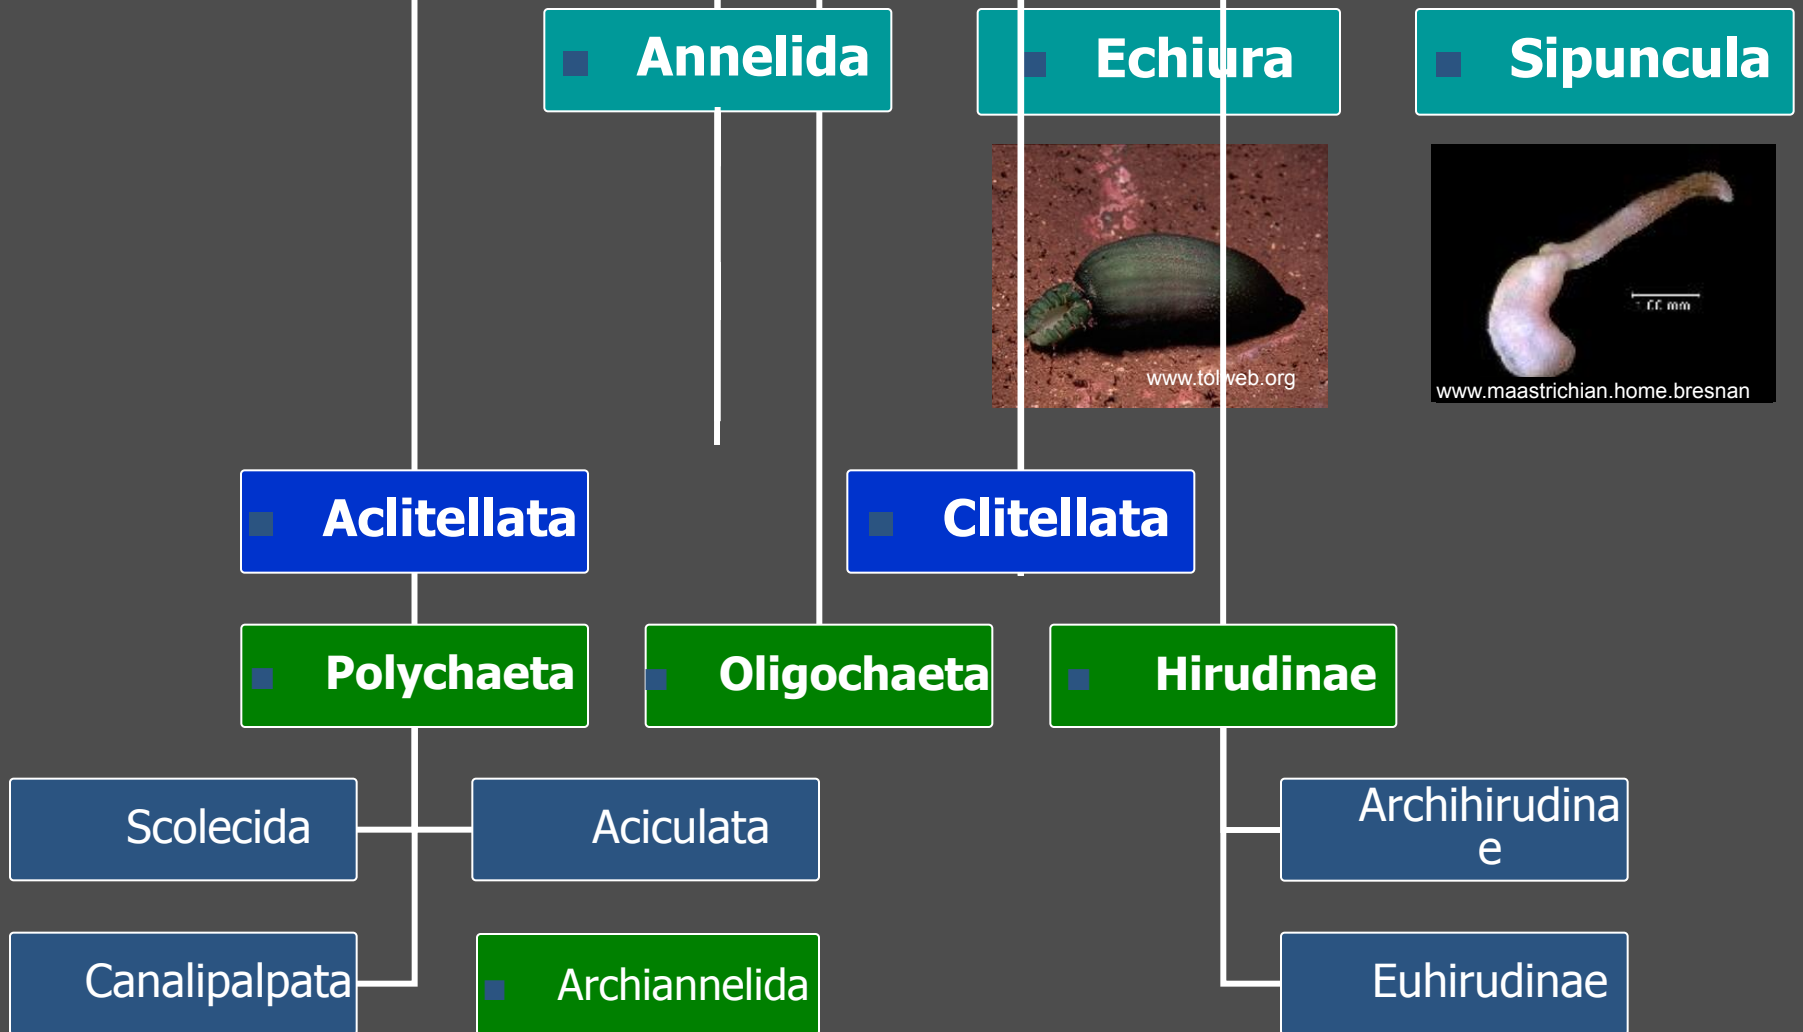 Annelida
Echiura
Sipuncula
www.tolweb.org
www.maastrichian.home.bresnan
Aclitellata
Clitellata
Polychaeta
Oligochaeta
Hirudinae
Scolecida
Aciculata
Archihirudina
e
Canalipalpata
Archiannelida
Euhirudinae